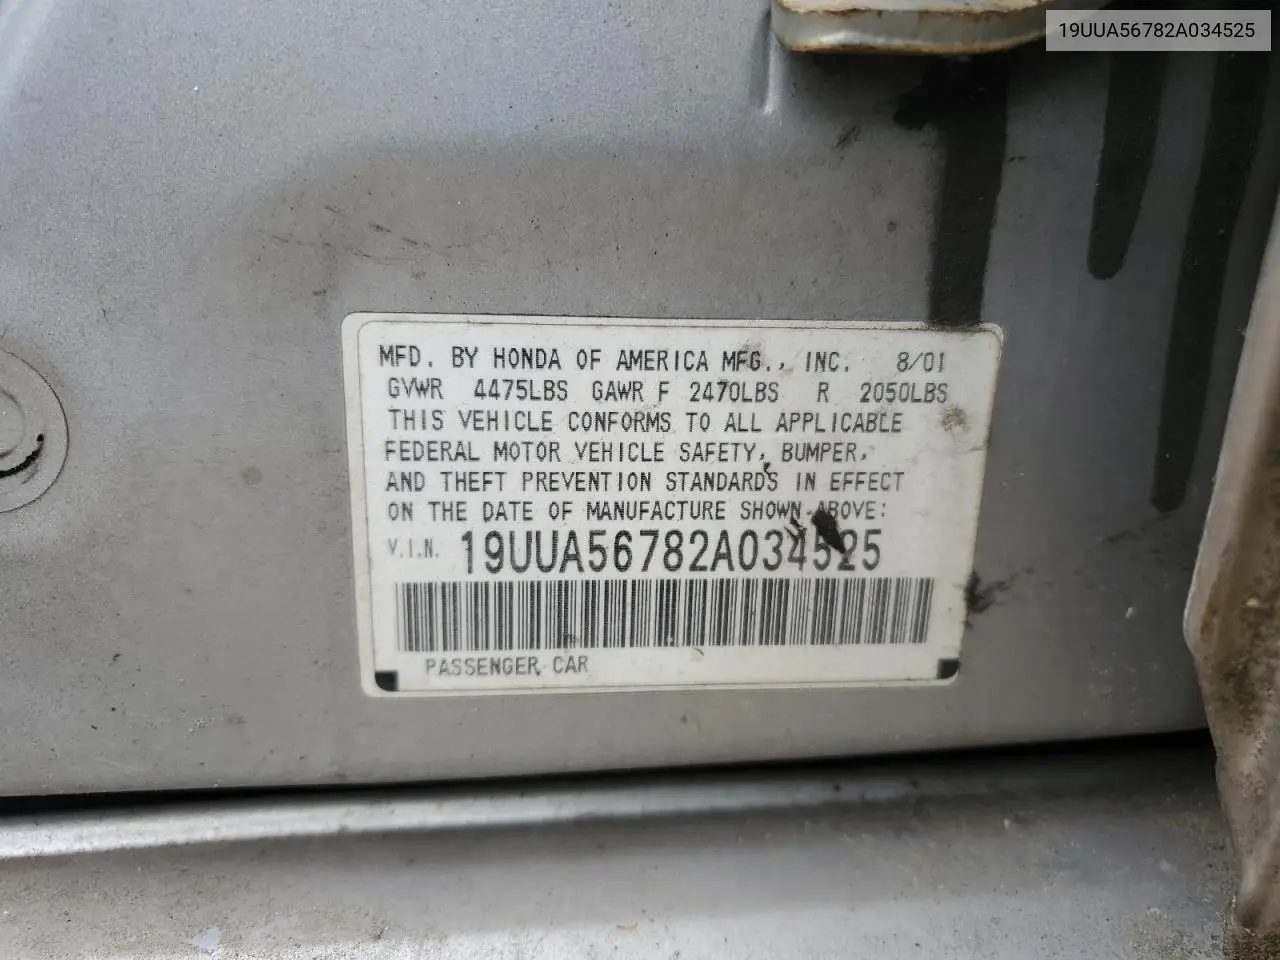 19UUA56782A034525
MFD. BY HONDA OF AMERICA MFG., INC. 8/01
GVWR 4475LBS GAWR F 2470LBS R 2050LBS
THIS VEHICLE CONFORMS TO ALL APPLICABLE
FEDERAL MOTOR VEHICLE SAFETY, BUMPER,
AND THEFT PREVENTION STANDARDS IN EFFECT
ON THE DATE OF MANUFACTURE SHOWN ABOVE:
V.I.N. 19UUA56782A034525
PASSENGER CAR